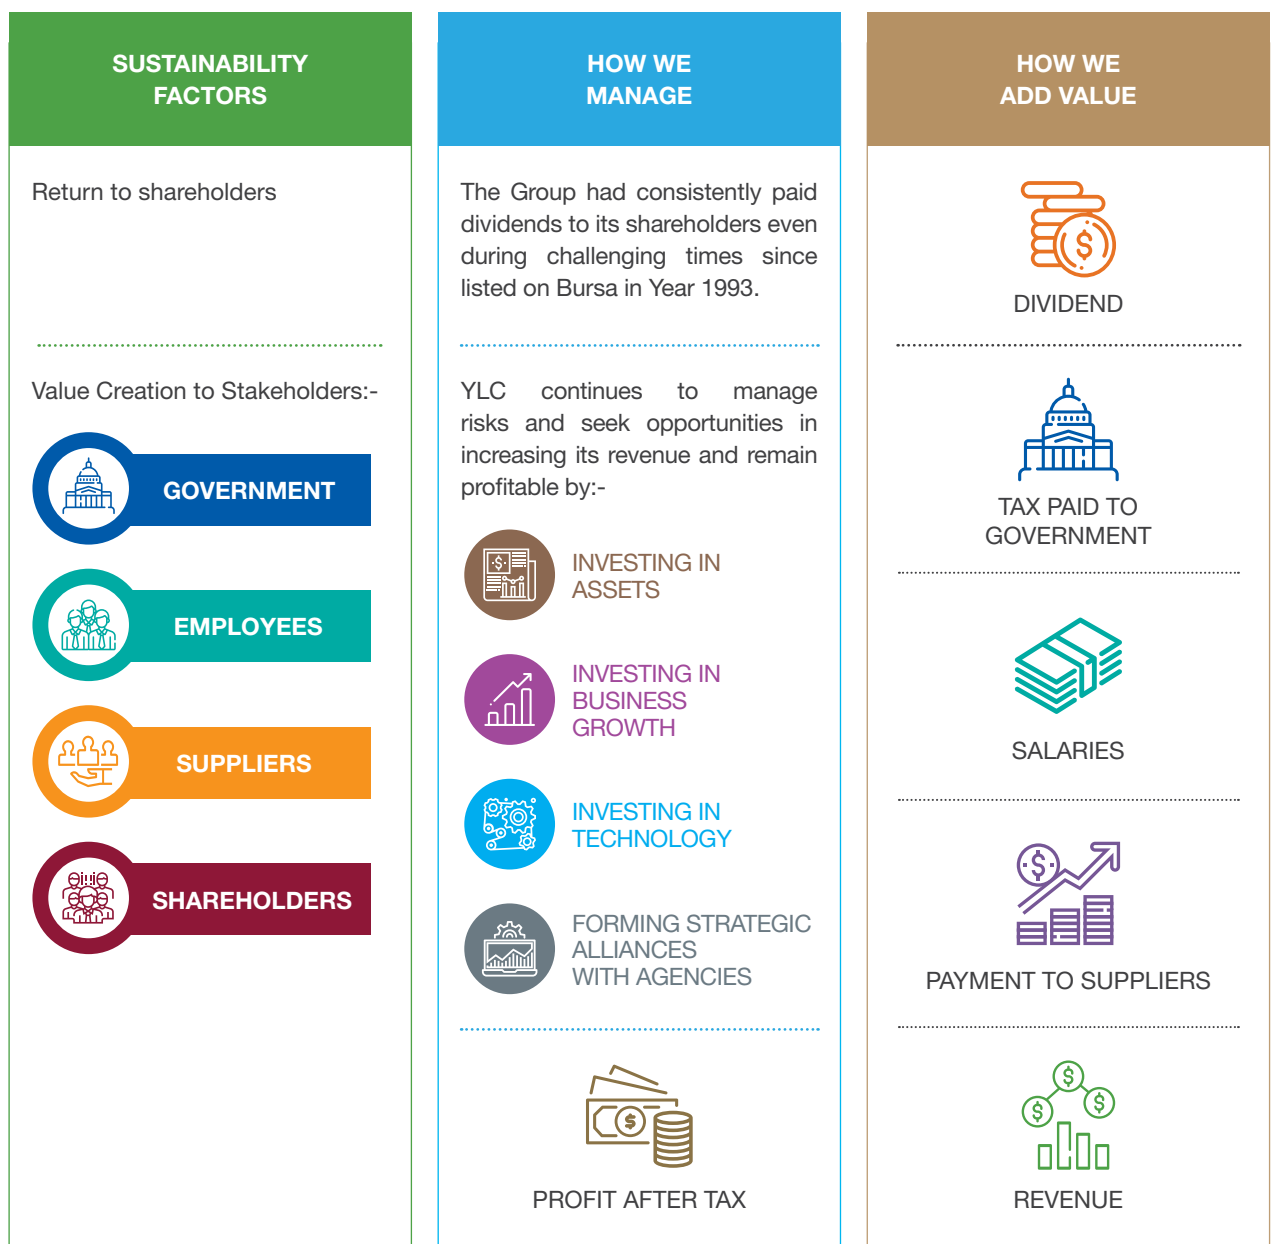 SUSTAINABILITY
FACTORS
Return to shareholders
Value Creation to Stakeholders:-
GOVERNMENT
EMPLOYEES
SUPPLIERS
SHAREHOLDERS
HOW WE
MANAGE
The Group had consistently paid
dividends to its shareholders even
during challenging times since
listed on Bursa in Year 1993.
YLC continues to manage
risks and seek opportunities in
increasing its revenue and remain
profitable by:-
INVESTING IN
ASSETS
INVESTING IN
BUSINESS
GROWTH
INVESTING IN
TECHNOLOGY
FORMING STRATEGIC
ALLIANCES
WITH AGENCIES
PROFIT AFTER TAX
HOW WE
ADD VALUE
DIVIDEND
TAX PAID TO
GOVERNMENT
SALARIES
PAYMENT TO SUPPLIERS
REVENUE